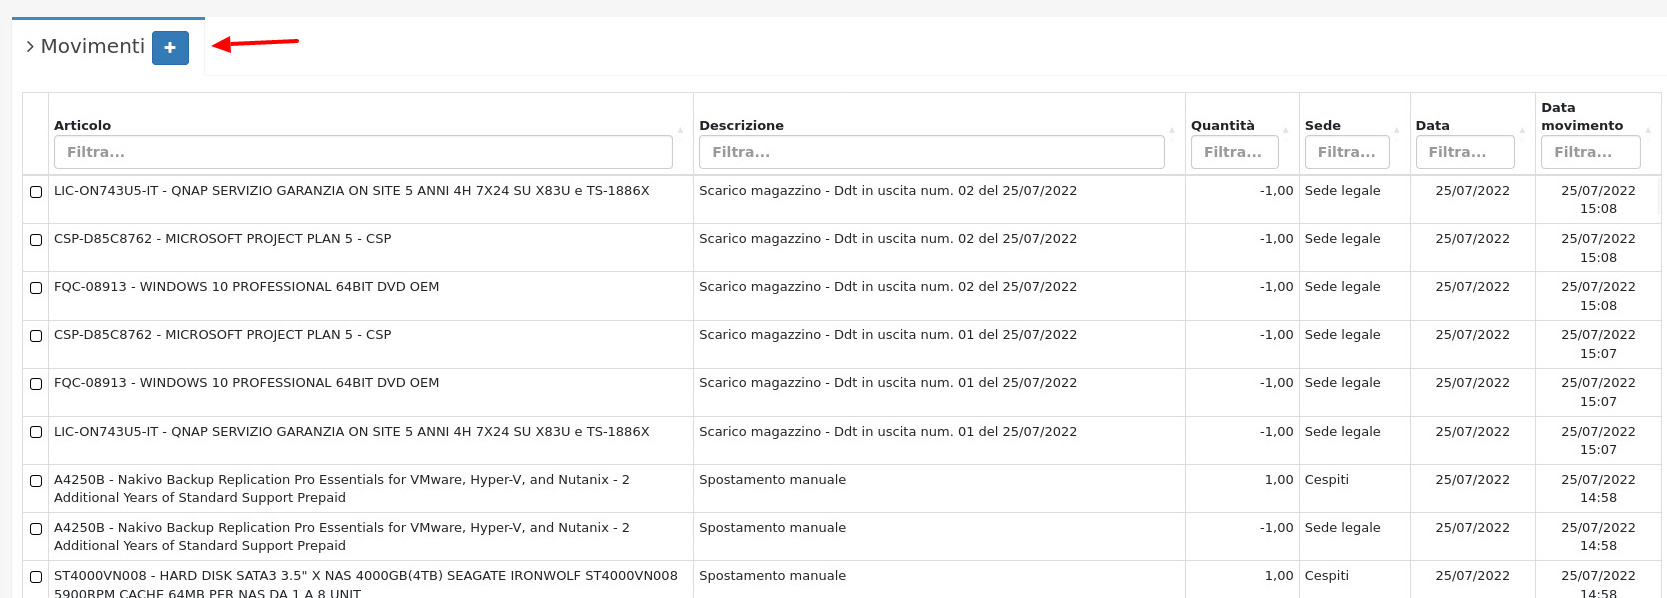 Movimenti +
Data
Articolo Descrizione Quantità Sede Data movimento
Filtra... Filtra... Filtra... Filtra... Filtra... Filtra...
LIC-ON743U5-IT - QNAP SERVIZIO GARANZIA ON SITE 5 ANNI 4H 7X24 SU X83U e TS-1886X Scarico magazzino - Ddt in uscita num. 02 del 25/07/2022 -1,00 Sede legale 25/07/2022 25/07/2022
15:08
CSP-D85C8762 - MICROSOFT PROJECT PLAN 5 - CSP Scarico magazzino - Ddt in uscita num. 02 del 25/07/2022 -1,00 Sede legale 25/07/2022 25/07/2022
15:08
FQC-08913 - WINDOWS 10 PROFESSIONAL 64BIT DVD OEM Scarico magazzino - Ddt in uscita num. 02 del 25/07/2022 -1,00 Sede legale 25/07/2022 25/07/2022
15:08
CSP-D85C8762 - MICROSOFT PROJECT PLAN 5 - CSP Scarico magazzino - Ddt in uscita num. 01 del 25/07/2022 -1,00 Sede legale 25/07/2022 25/07/2022
15:07
FQC-08913 - WINDOWS 10 PROFESSIONAL 64BIT DVD OEM Scarico magazzino - Ddt in uscita num. 01 del 25/07/2022 -1,00 Sede legale 25/07/2022 25/07/2022
15:07
LIC-ON743U5-IT - QNAP SERVIZIO GARANZIA ON SITE 5 ANNI 4H 7X24 SU X83U e TS-1886X Scarico magazzino - Ddt in uscita num. 01 del 25/07/2022 -1,00 Sede legale 25/07/2022 25/07/2022
15:07
A4250B - Nakivo Backup Replication Pro Essentials for VMware, Hyper-V, and Nutanix - 2 Spostamento manuale 1,00 Cespiti 25/07/2022 25/07/2022
Additional Years of Standard Support Prepaid 14:58
A4250B - Nakivo Backup Replication Pro Essentials for VMware, Hyper-V, and Nutanix - 2 Spostamento manuale -1,00 Sede legale 25/07/2022 25/07/2022
Additional Years of Standard Support Prepaid 14:58
ST4000VN008 - HARD DISK SATA3 3.5" X NAS 4000GB(4TB) SEAGATE IRONWOLF ST4000VN008 Spostamento manuale 1,00 Cespiti 25/07/2022 25/07/2022
5900RPM CACHE 64MB PER NAS DA 1 A 8 UNIT 14:58